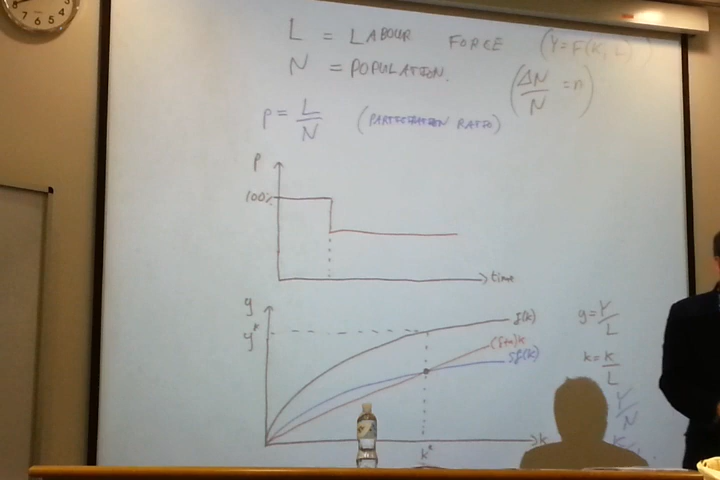 L = LABOUR FORCE (Y=F(K, L))
N = POPULATION. (ΔN/N = n)
p = L/N (PARTICIPATION RATIO)
P
100%
time
y
y*
f(k)
(δ+n)k
sf(k)
k*
k
y = Y/L
k = K/L
Y/N